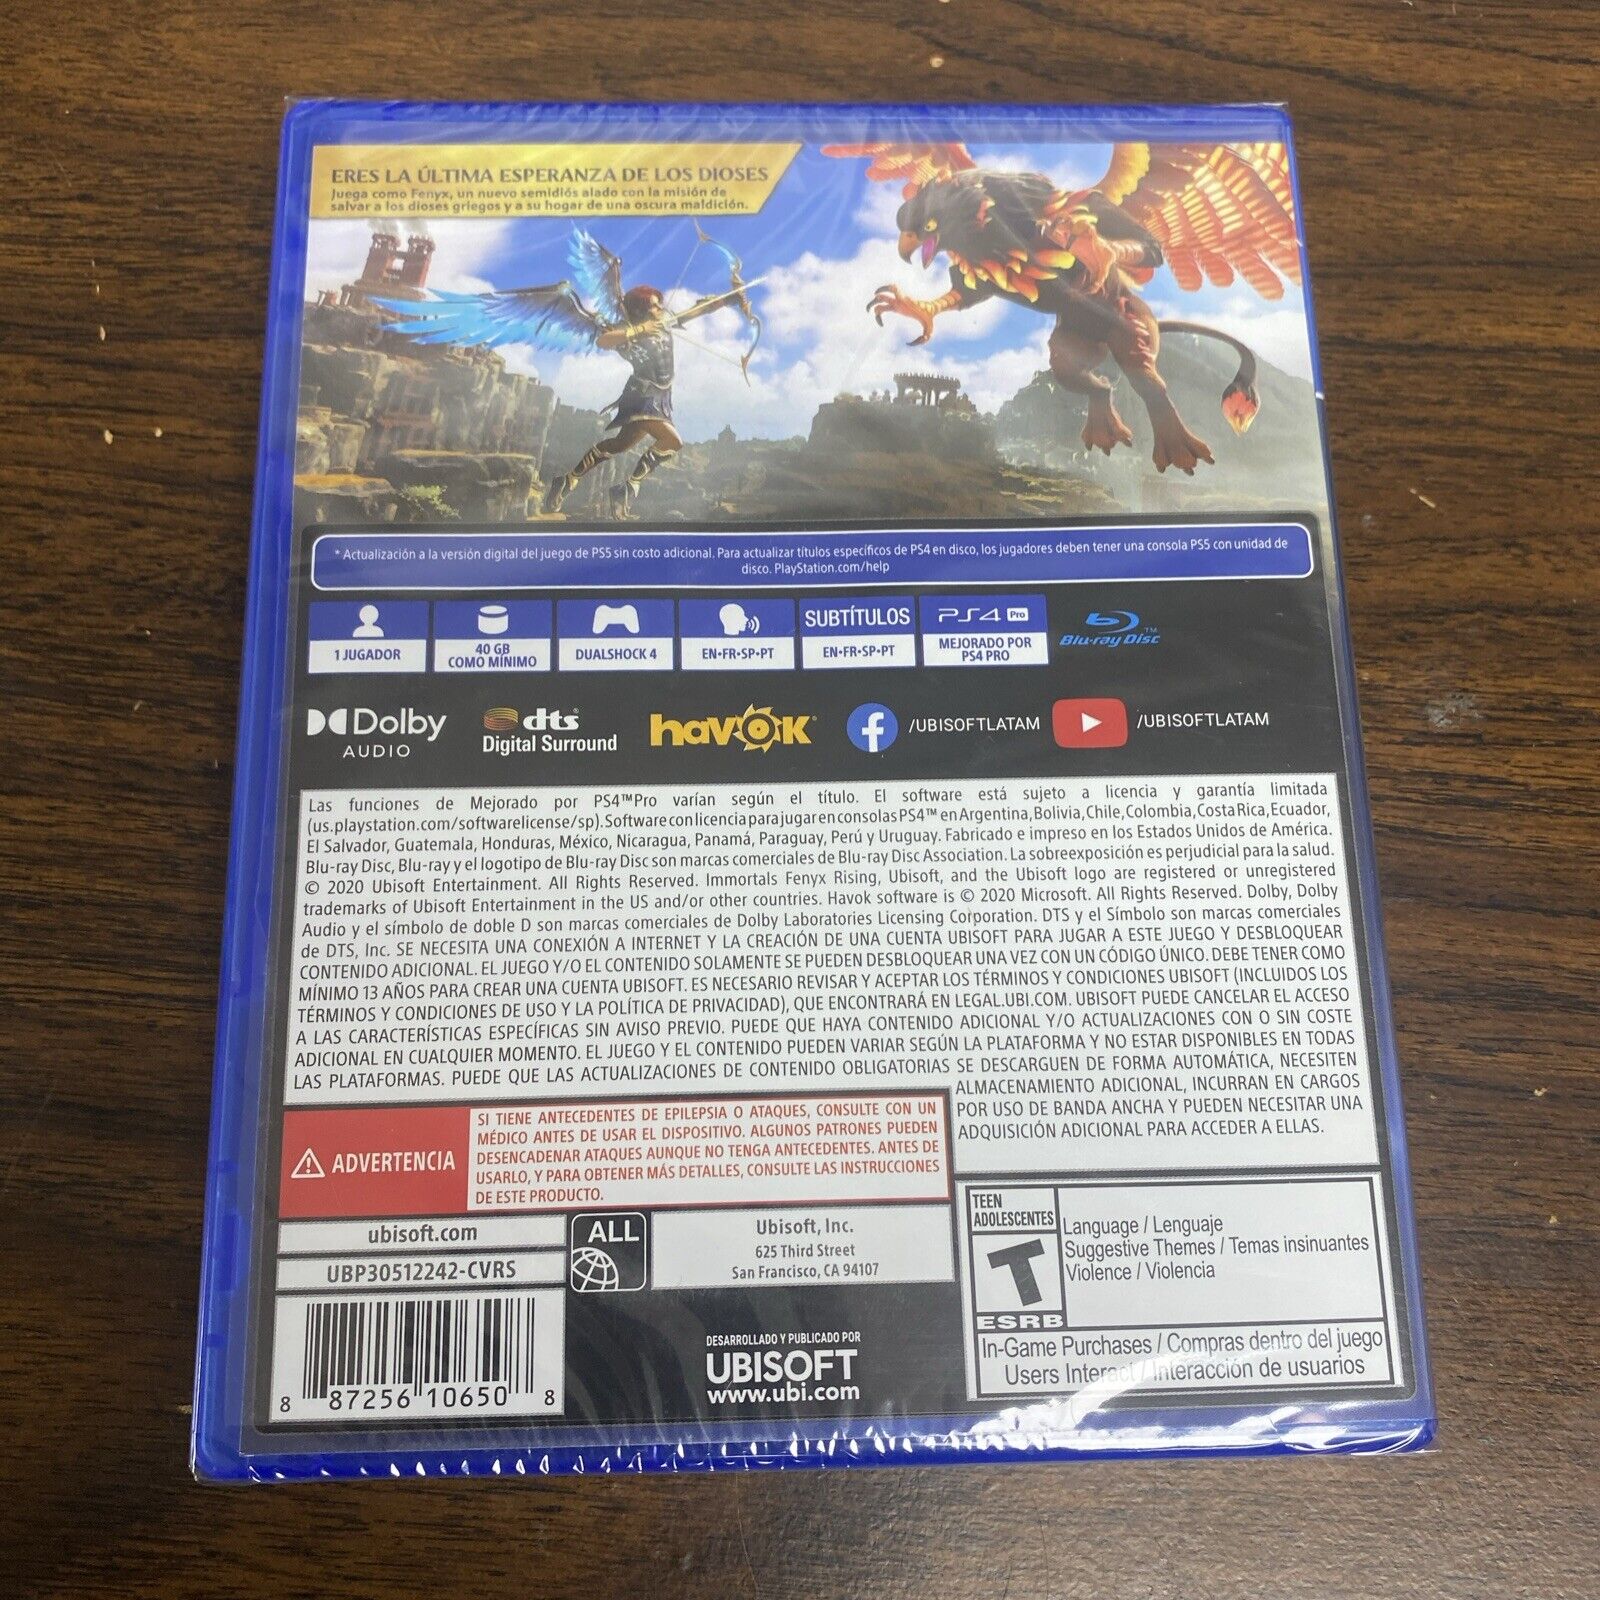 ERES LA ÚLTIMA ESPERANZA DE LOS DIOSES
Juega como Fenyx, un nuevo semidiós alado con la misión de
salvar a los dioses griegos y a su hogar de una oscura maldición.
* Actualización a la versión digital del juego de PS5 sin costo adicional. Para actualizar títulos específicos de PS4 en disco, los jugadores deben tener una consola PS5 con unidad de
disco. PlayStation.com/help
1 JUGADOR
40 GB
COMO MÍNIMO
DUALSHOCK 4
EN•FR•SP•PT
SUBTÍTULOS
EN•FR•SP•PT
PS4 Pro
MEJORADO POR
PS4 PRO
Blu-ray Disc™
Dolby
AUDIO
dts®
Digital Surround
havok®
/UBISOFTLATAM
/UBISOFTLATAM
Las funciones de Mejorado por PS4™Pro varían según el título. El software está sujeto a licencia y garantía limitada
(us.playstation.com/softwarelicense/sp). Software con licencia para jugar en consolas PS4™ en Argentina, Bolivia, Chile, Colombia, Costa Rica, Ecuador,
El Salvador, Guatemala, Honduras, México, Nicaragua, Panamá, Paraguay, Perú y Uruguay. Fabricado e impreso en los Estados Unidos de América.
Blu-ray Disc, Blu-ray y el logotipo de Blu-ray Disc son marcas comerciales de Blu-ray Disc Association. La sobreexposición es perjudicial para la salud.
© 2020 Ubisoft Entertainment. All Rights Reserved. Immortals Fenyx Rising, Ubisoft, and the Ubisoft logo are registered or unregistered
trademarks of Ubisoft Entertainment in the US and/or other countries. Havok software is © 2020 Microsoft. All Rights Reserved. Dolby, Dolby
Audio y el símbolo de doble D son marcas comerciales de Dolby Laboratories Licensing Corporation. DTS y el Símbolo son marcas comerciales
de DTS, Inc. SE NECESITA UNA CONEXIÓN A INTERNET Y LA CREACIÓN DE UNA CUENTA UBISOFT PARA JUGAR A ESTE JUEGO Y DESBLOQUEAR
CONTENIDO ADICIONAL. EL JUEGO Y/O EL CONTENIDO SOLAMENTE SE PUEDEN DESBLOQUEAR UNA VEZ CON UN CÓDIGO ÚNICO. DEBE TENER COMO
MÍNIMO 13 AÑOS PARA CREAR UNA CUENTA UBISOFT. ES NECESARIO REVISAR Y ACEPTAR LOS TÉRMINOS Y CONDICIONES UBISOFT (INCLUIDOS LOS
TÉRMINOS Y CONDICIONES DE USO Y LA POLÍTICA DE PRIVACIDAD), QUE ENCONTRARÁ EN LEGAL.UBI.COM. UBISOFT PUEDE CANCELAR EL ACCESO
A LAS CARACTERÍSTICAS ESPECÍFICAS SIN AVISO PREVIO. PUEDE QUE HAYA CONTENIDO ADICIONAL Y/O ACTUALIZACIONES CON O SIN COSTE
ADICIONAL EN CUALQUIER MOMENTO. EL JUEGO Y EL CONTENIDO PUEDEN VARIAR SEGÚN LA PLATAFORMA Y NO ESTAR DISPONIBLES EN TODAS
LAS PLATAFORMAS. PUEDE QUE LAS ACTUALIZACIONES DE CONTENIDO OBLIGATORIAS SE DESCARGUEN DE FORMA AUTOMÁTICA, NECESITEN
ALMACENAMIENTO ADICIONAL, INCURRAN EN CARGOS
POR USO DE BANDA ANCHA Y PUEDEN NECESITAR UNA
ADQUISICIÓN ADICIONAL PARA ACCEDER A ELLAS.
ADVERTENCIA
SI TIENE ANTECEDENTES DE EPILEPSIA O ATAQUES, CONSULTE CON UN
MÉDICO ANTES DE USAR EL DISPOSITIVO. ALGUNOS PATRONES PUEDEN
DESENCADENAR ATAQUES AUNQUE NO TENGA ANTECEDENTES. ANTES DE
USARLO, Y PARA OBTENER MÁS DETALLES, CONSULTE LAS INSTRUCCIONES
DE ESTE PRODUCTO.
ubisoft.com
UBP30512242-CVRS
ALL
Ubisoft, Inc.
625 Third Street
San Francisco, CA 94107
8 87256 10650 8
DESARROLLADO Y PUBLICADO POR
UBISOFT
www.ubi.com
TEEN
ADOLESCENTES
T
ESRB
Language / Lenguaje
Suggestive Themes / Temas insinuantes
Violence / Violencia
In-Game Purchases / Compras dentro del juego
Users Interact / Interacción de usuarios